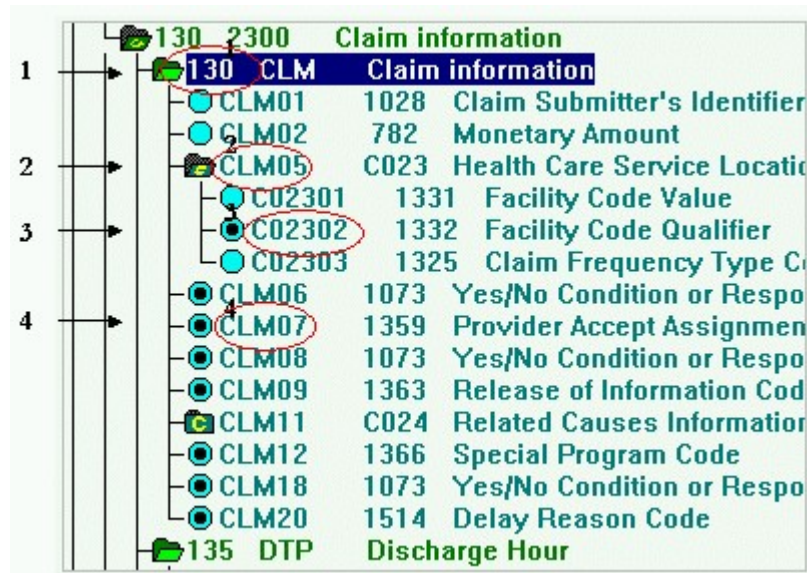 130 2300 Claim information
1
1 130 CLM Claim information
CLM01 1028 Claim Submitter's Identifier
CLM02 782 Monetary Amount
2
2 CLM05 C023 Health Care Service Locatio
C02301 1331 Facility Code Value
3
3 C02302 1332 Facility Code Qualifier
C02303 1325 Claim Frequency Type C
CLM06 1073 Yes/No Condition or Respo
4
4 CLM07 1359 Provider Accept Assignmen
CLM08 1073 Yes/No Condition or Respo
CLM09 1363 Release of Information Cod
C CLM11 C024 Related Causes Information
CLM12 1366 Special Program Code
CLM18 1073 Yes/No Condition or Respo
CLM20 1514 Delay Reason Code
135 DTP Discharge Hour